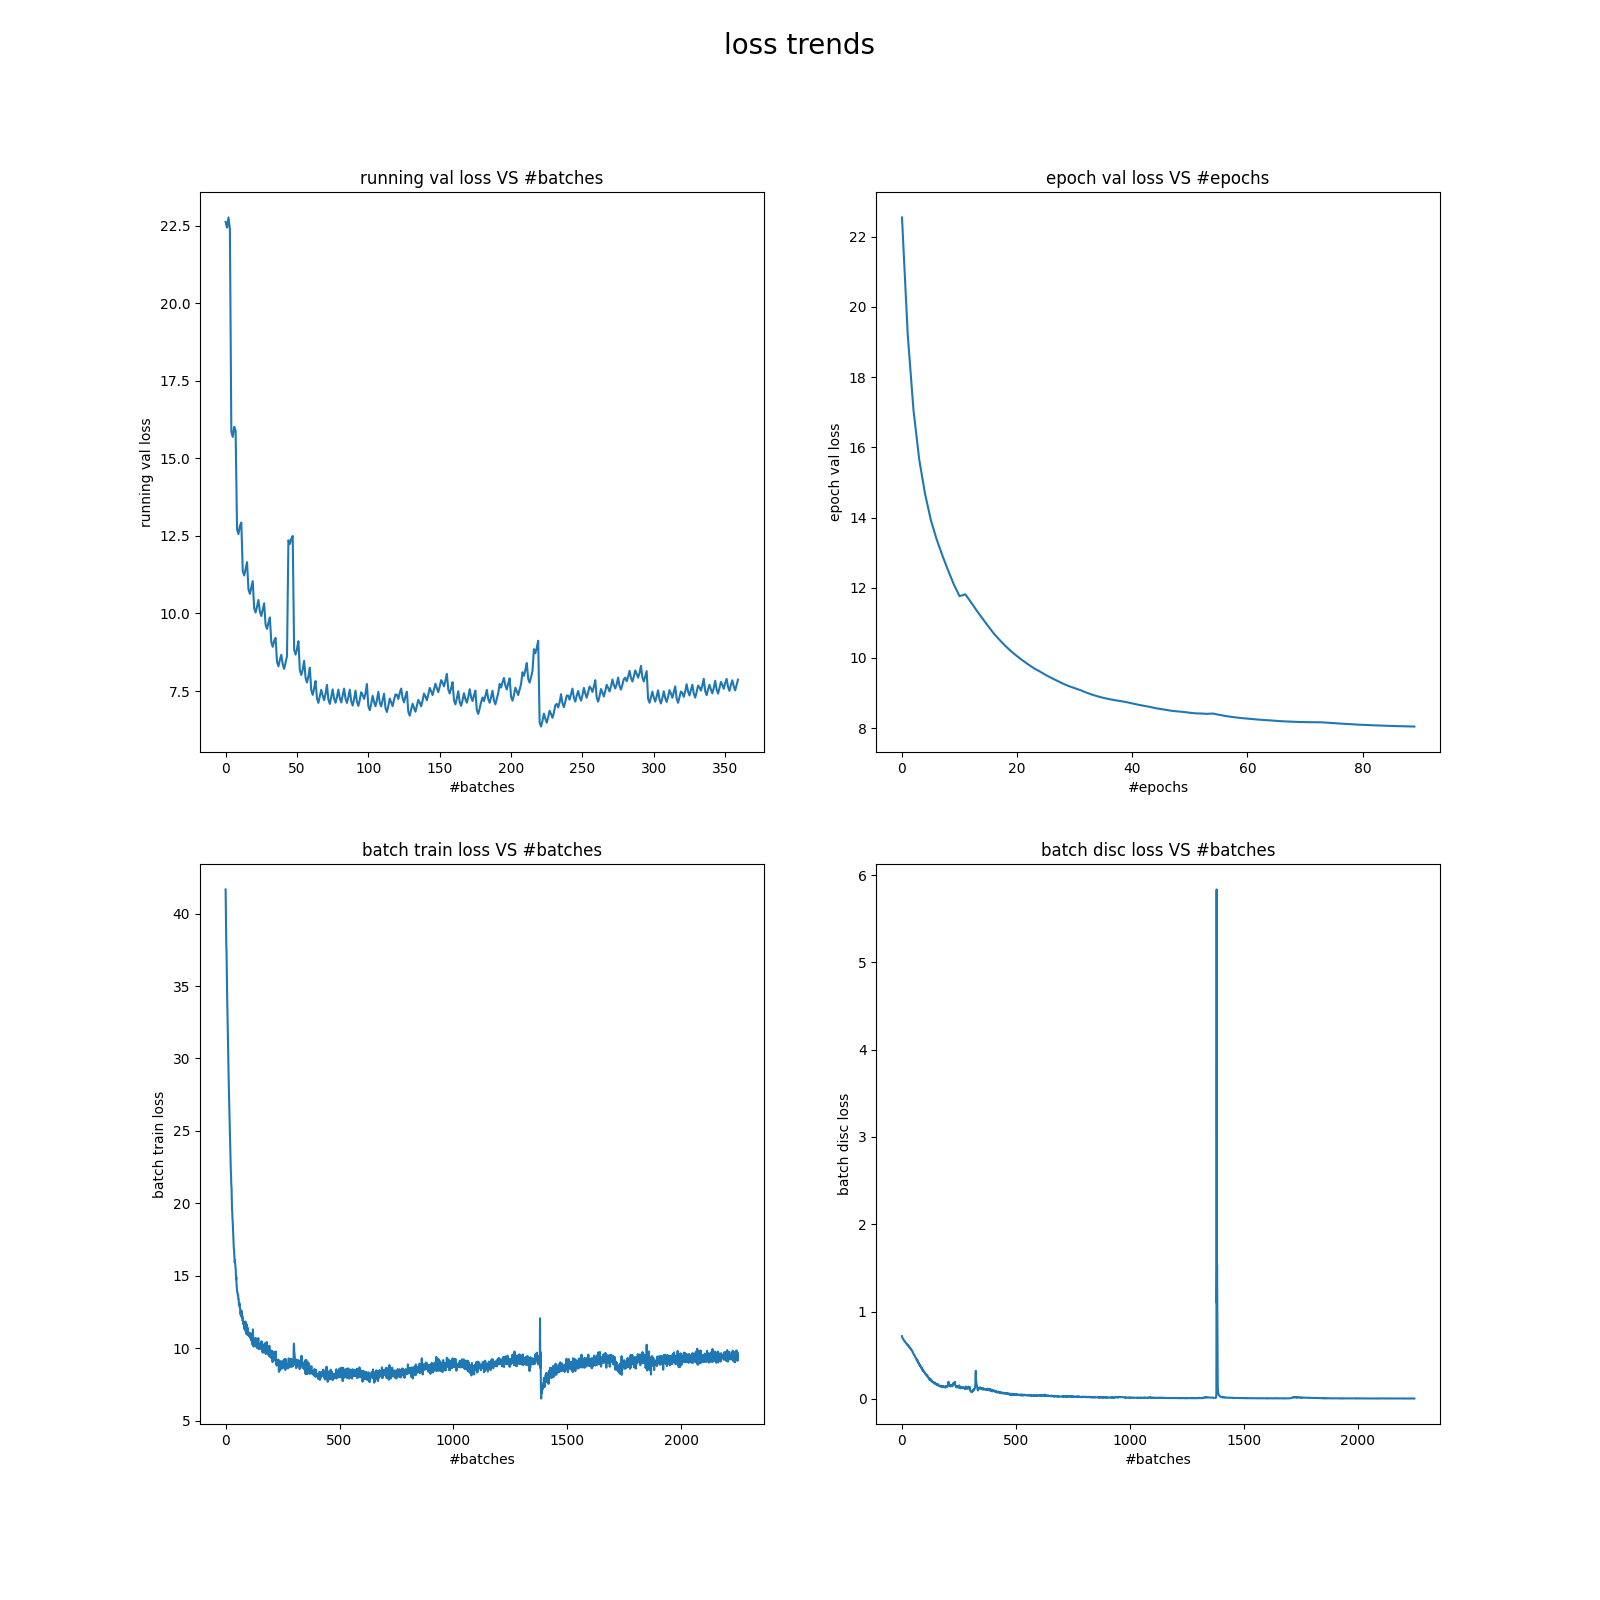 loss trends
running val loss VS #batches
22.5
20.0
17.5
15.0
12.5
10.0
7.5
running val loss
0 50 100 150 200 250 300 350
#batches
epoch val loss VS #epochs
22
20
18
16
14
12
10
8
epoch val loss
0 20 40 60 80
#epochs
batch train loss VS #batches
40
35
30
25
20
15
10
5
batch train loss
0 500 1000 1500 2000
#batches
batch disc loss VS #batches
6
5
4
3
2
1
0
batch disc loss
0 500 1000 1500 2000
#batches